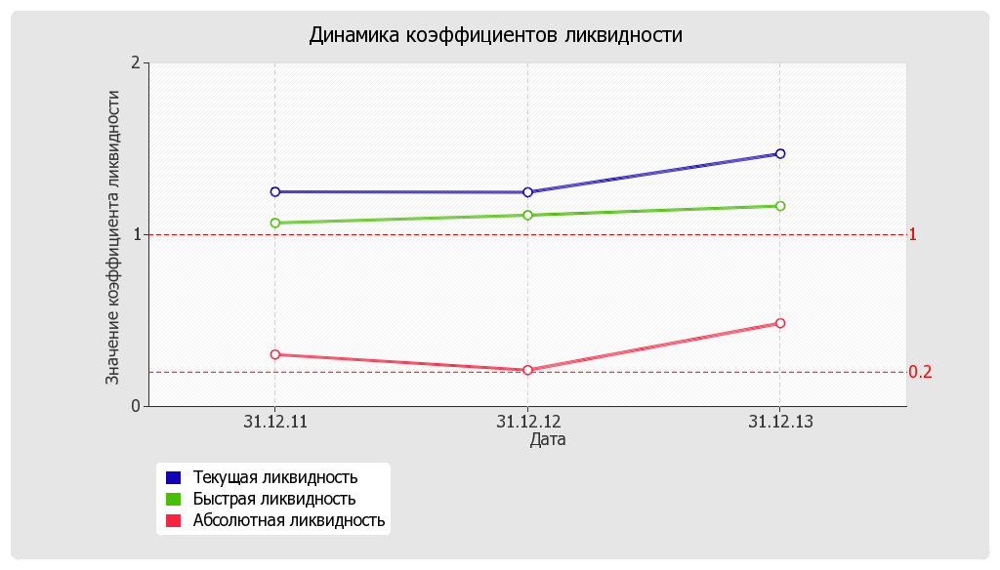 Динамика коэффициентов ликвидности
Значение коэффициента ликвидности
2
1
0
1
0.2
31.12.11
31.12.12
31.12.13
Дата
Текущая ликвидность
Быстрая ликвидность
Абсолютная ликвидность